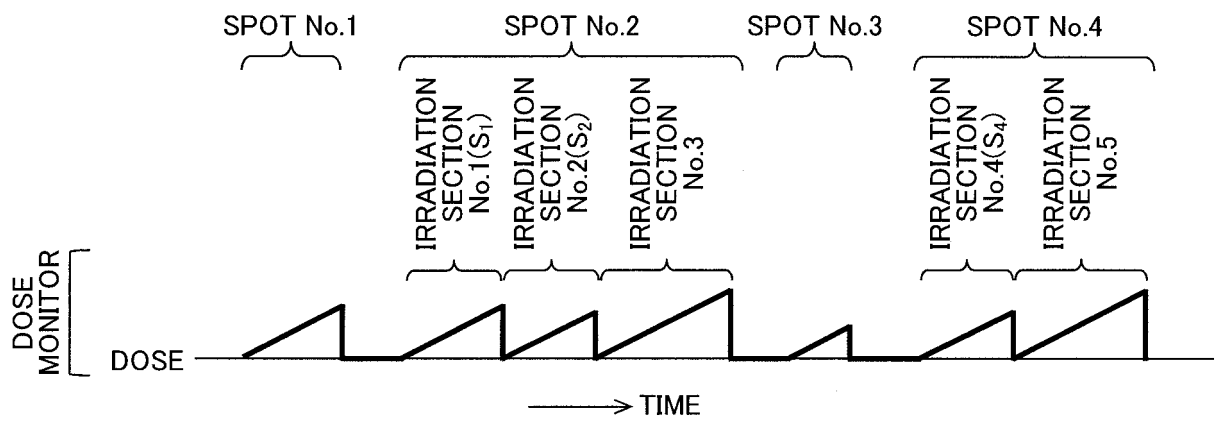 SPOT No.1
SPOT No.2
SPOT No.3
SPOT No.4
IRRADIATION
SECTION
No.1(S₁)
IRRADIATION
SECTION
No.2(S₂)
IRRADIATION
SECTION
No.3
IRRADIATION
SECTION
No.4(S₄)
IRRADIATION
SECTION
No.5
DOSE
MONITOR
DOSE
TIME